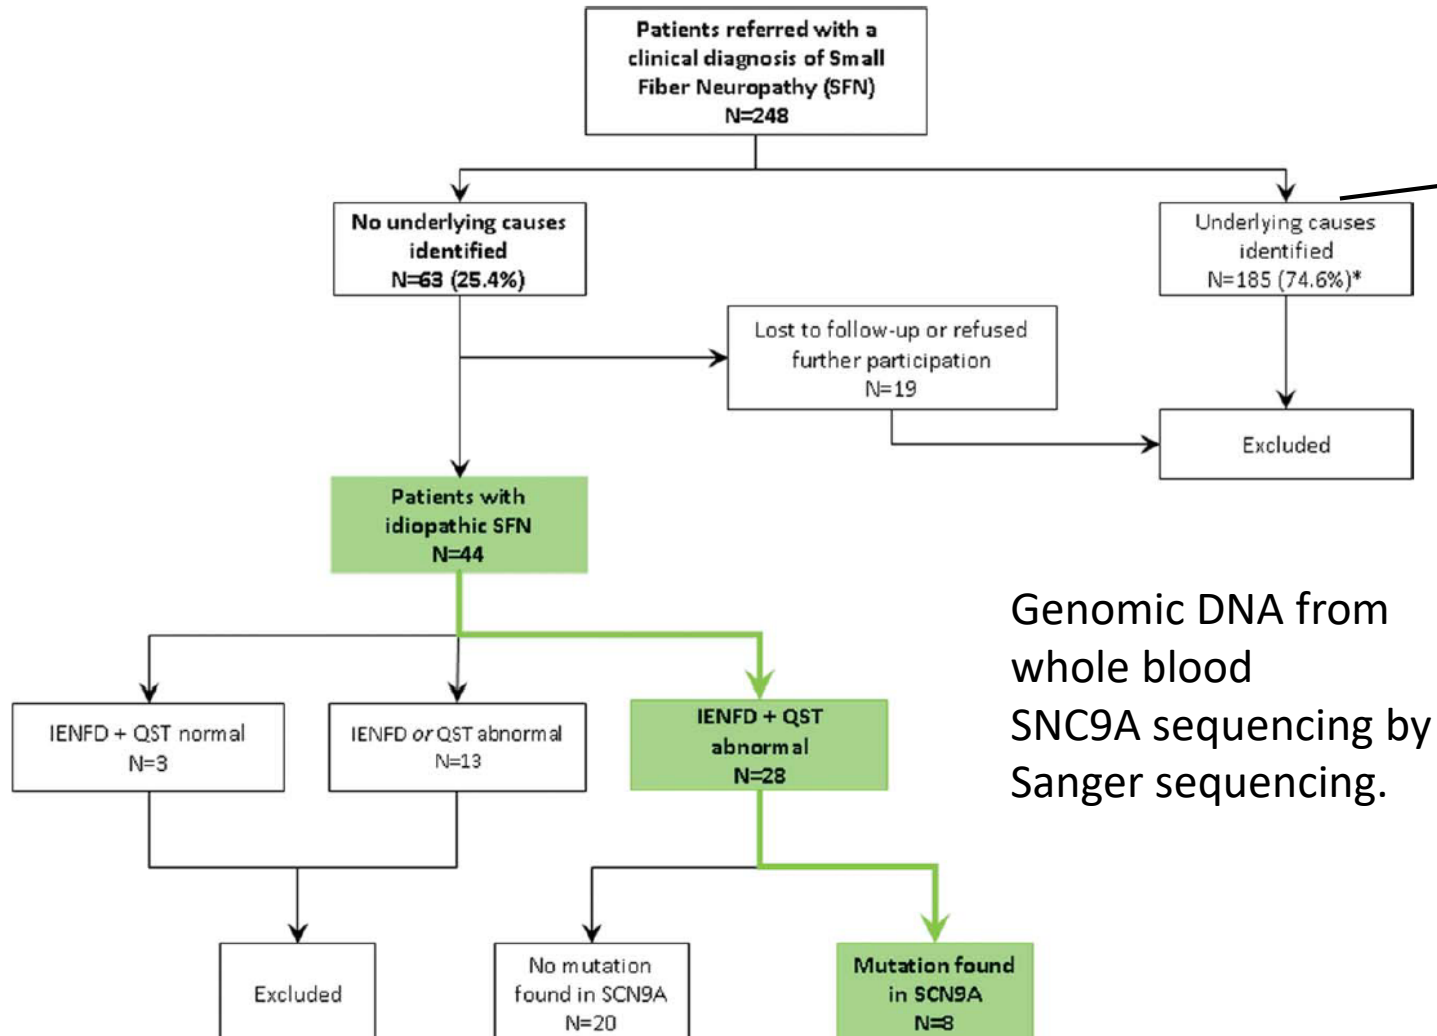 Patients referred with a
clinical diagnosis of Small
Fiber Neuropathy (SFN)
N=248
No underlying causes
identified
N=63 (25.4%)
Underlying causes
identified
N=185 (74.6%)*
Lost to follow-up or refused
further participation
N=19
Excluded
Patients with
idiopathic SFN
N=44
Genomic DNA from
whole blood
SNC9A sequencing by
Sanger sequencing.
IENFD + QST normal
N=3
IENFD or QST abnormal
N=13
IENFD + QST
abnormal
N=28
Excluded
No mutation
found in SCN9A
N=20
Mutation found
in SCN9A
N=8